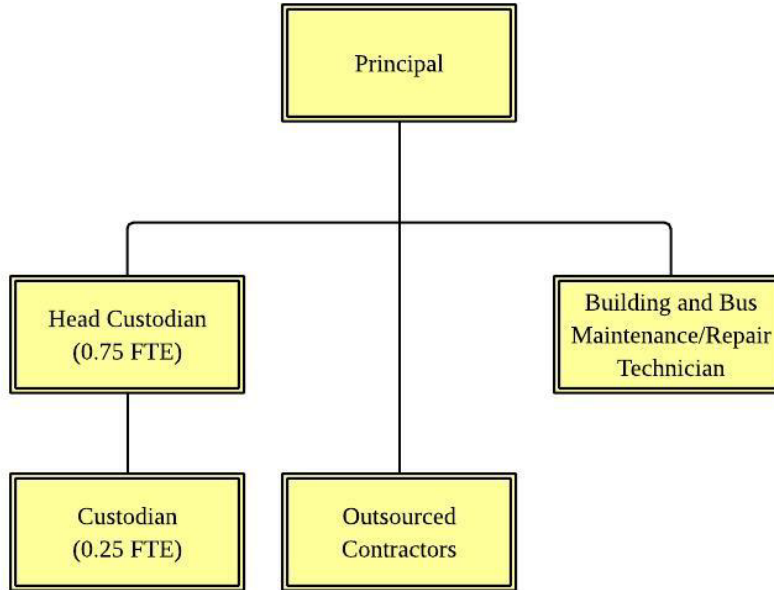 Principal
Head Custodian
(0.75 FTE)
Building and Bus
Maintenance/Repair
Technician
Custodian
(0.25 FTE)
Outsourced
Contractors